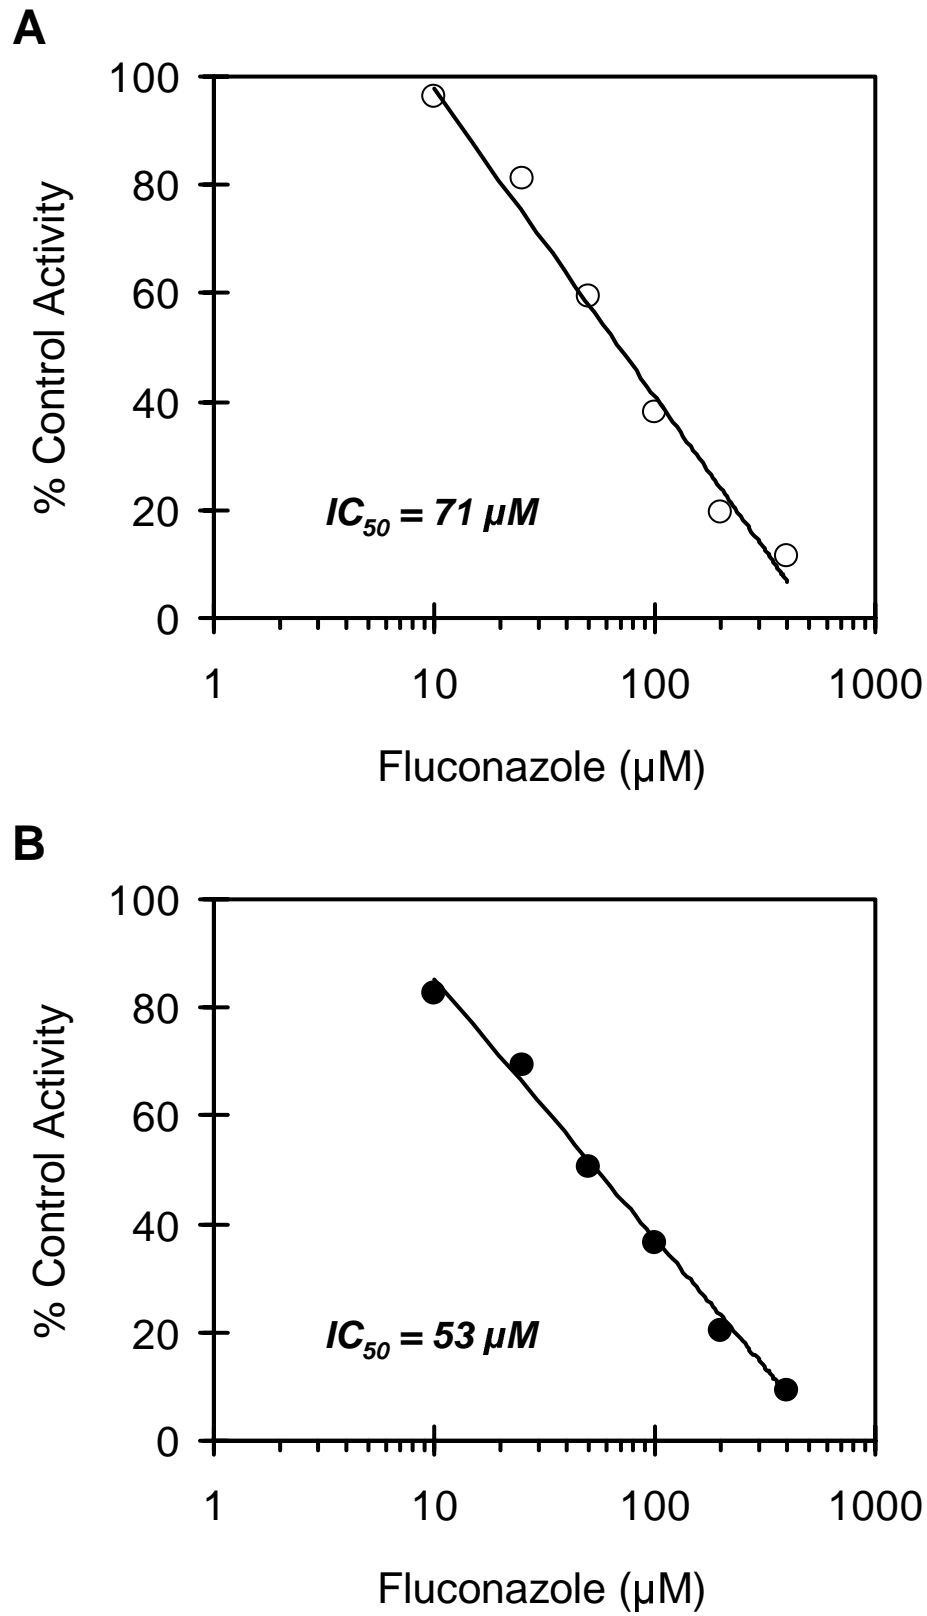 A
100
80
60
40
20
0
% Control Activity
IC50 = 71 µM
1 10 100 1000
Fluconazole (µM)
B
100
80
60
40
20
0
% Control Activity
IC50 = 53 µM
1 10 100 1000
Fluconazole (µM)